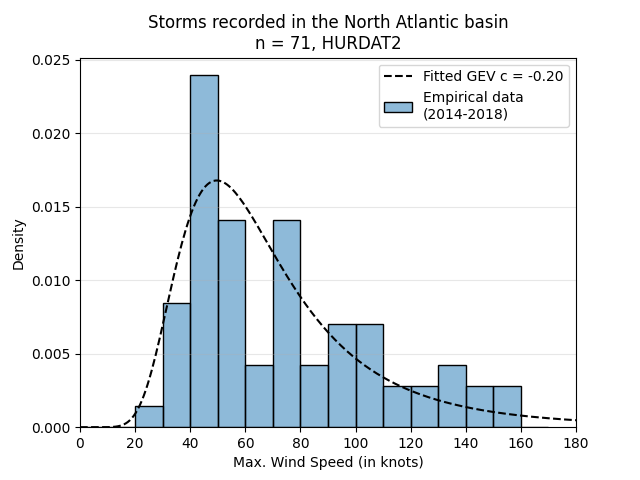 Storms recorded in the North Atlantic basin
n = 71, HURDAT2
0.025
0.020
0.015
0.010
0.005
0.000
Density
Fitted GEV c = -0.20
Empirical data
(2014-2018)
0 20 40 60 80 100 120 140 160 180
Max. Wind Speed (in knots)